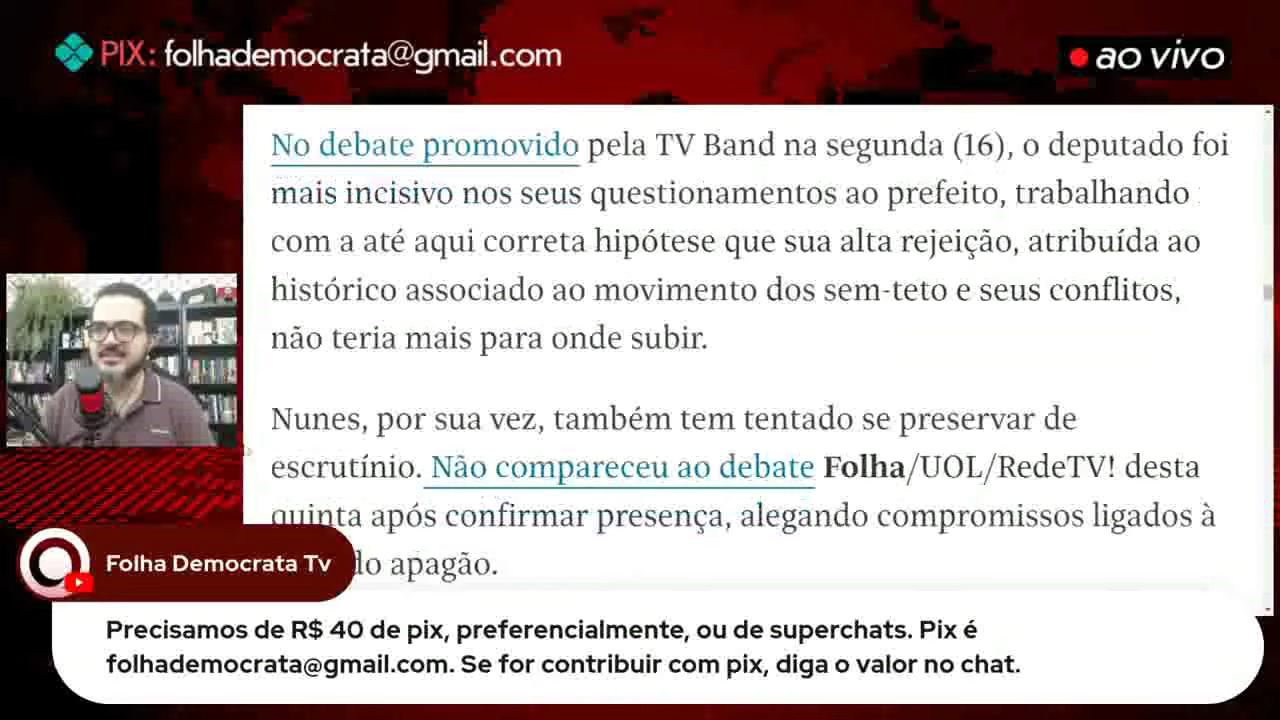 PIX: folhademocrata@gmail.com
ao vivo
No debate promovido pela TV Band na segunda (16), o deputado foi
mais incisivo nos seus questionamentos ao prefeito, trabalhando
com a até aqui correta hipótese que sua alta rejeição, atribuída ao
histórico associado ao movimento dos sem-teto e seus conflitos,
não teria mais para onde subir.
Nunes, por sua vez, também tem tentado se preservar de
escrutínio. Não compareceu ao debate Folha/UOL/RedeTV! desta
quinta após confirmar presença, alegando compromissos ligados à
do apagão.
Folha Democrata Tv
Precisamos de R$ 40 de pix, preferencialmente, ou de superchats. Pix é
folhademocrata@gmail.com. Se for contribuir com pix, diga o valor no chat.